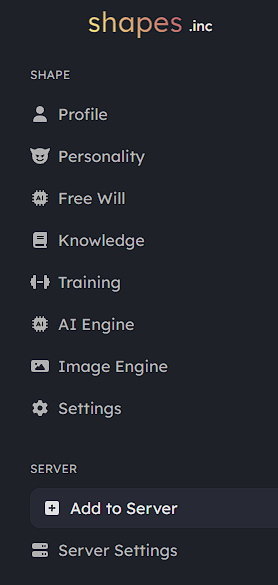 shapes .inc
SHAPE
Profile
Personality
Free Will
Knowledge
Training
AI Engine
Image Engine
Settings
SERVER
Add to Server
Server Settings